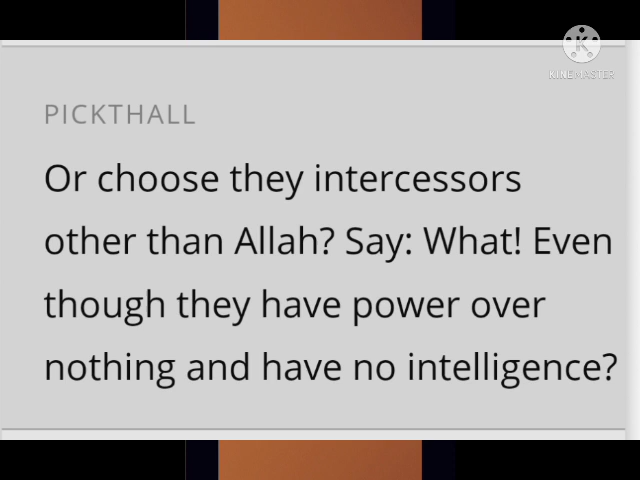 KINEMASTER
PICKTHALL
Or choose they intercessors
other than Allah? Say: What! Even
though they have power over
nothing and have no intelligence?